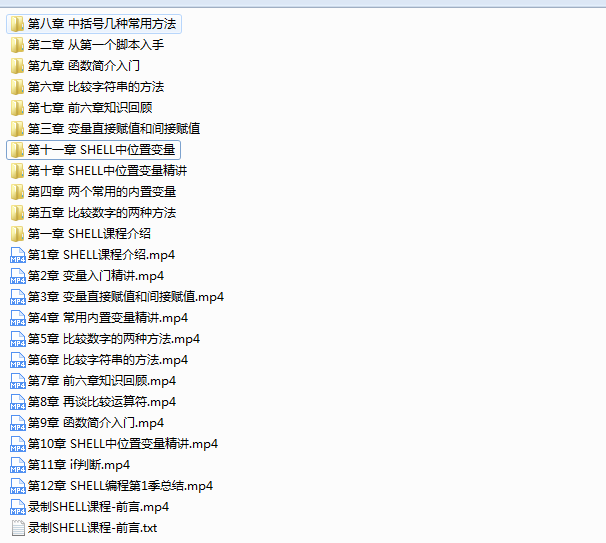 第八章 中括号几种常用方法
第二章 从第一个脚本入手
第九章 函数简介入门
第六章 比较字符串的方法
第七章 前六章知识回顾
第三章 变量直接赋值和间接赋值
第十一章 SHELL中位置变量
第十章 SHELL中位置变量精讲
第四章 两个常用的内置变量
第五章 比较数字的两种方法
第一章 SHELL课程介绍
第1章 SHELL课程介绍.mp4
第2章 变量入门精讲.mp4
第3章 变量直接赋值和间接赋值.mp4
第4章 常用内置变量精讲.mp4
第5章 比较数字的两种方法.mp4
第6章 比较字符串的方法.mp4
第7章 前六章知识回顾.mp4
第8章 再谈比较运算符.mp4
第9章 函数简介入门.mp4
第10章 SHELL中位置变量精讲.mp4
第11章 if判断.mp4
第12章 SHELL编程第1季总结.mp4
录制SHELL课程-前言.mp4
录制SHELL课程-前言.txt